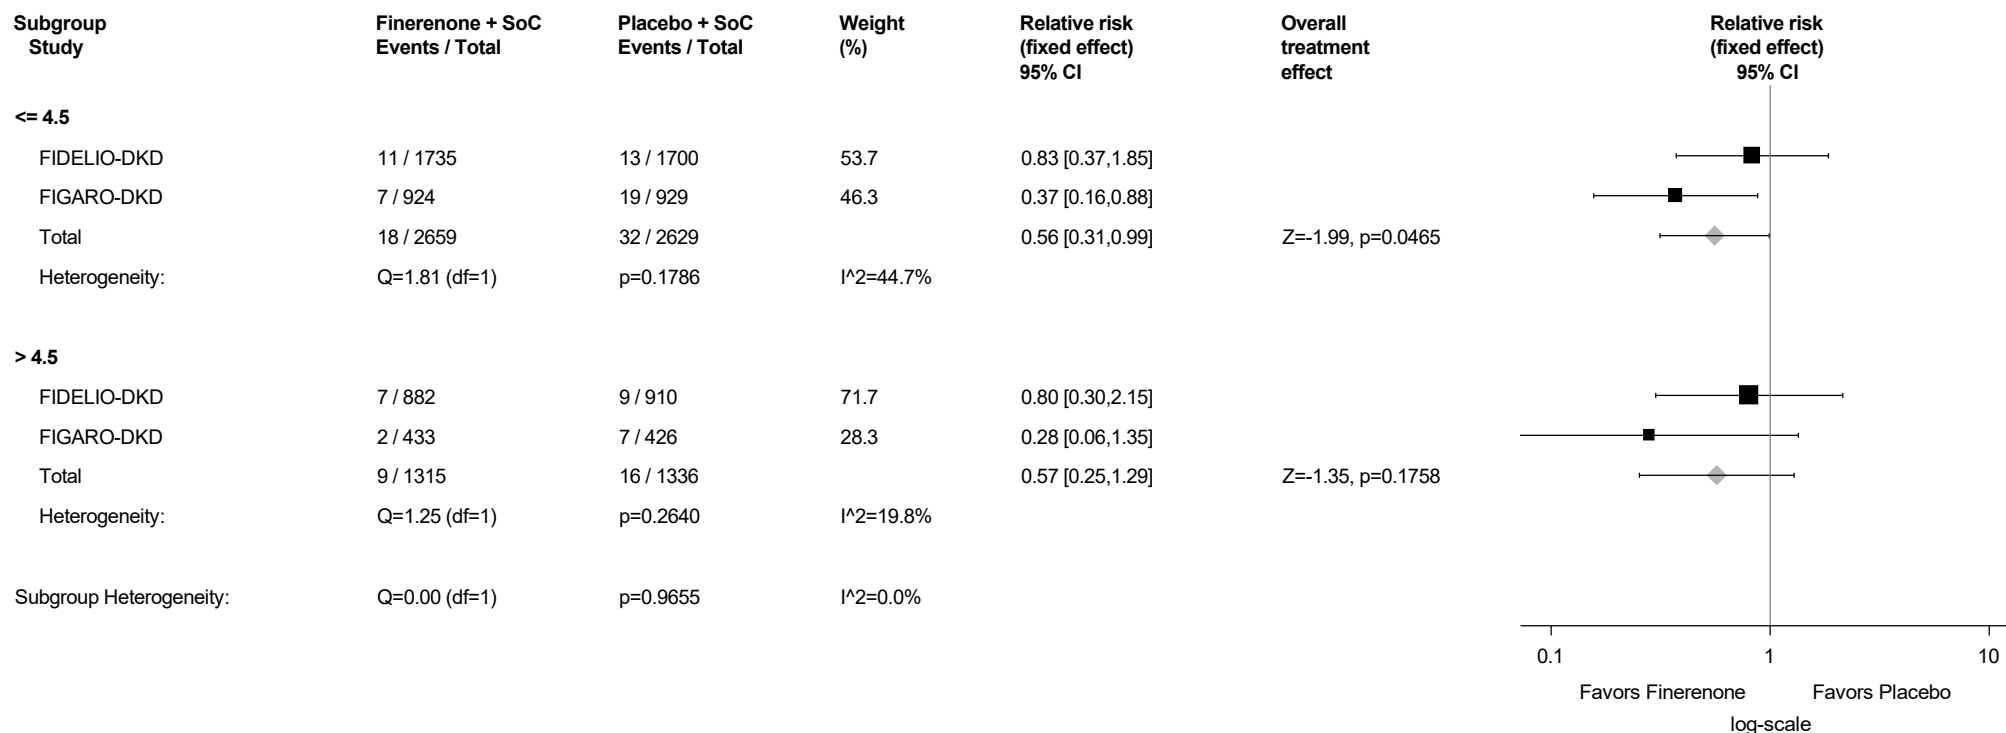 Subgroup Finerenone + SoC Placebo + SoC Weight Relative risk Overall Relative risk
Study Events / Total Events / Total (%) (fixed effect) treatment (fixed effect)
95% CI effect 95% CI
<= 4.5
FIDELIO-DKD 11 / 1735 13 / 1700 53.7 0.83 [0.37,1.85]
FIGARO-DKD 7 / 924 19 / 929 46.3 0.37 [0.16,0.88]
Total 18 / 2659 32 / 2629 0.56 [0.31,0.99] Z=-1.99, p=0.0465
Heterogeneity: Q=1.81 (df=1) p=0.1786 I^2=44.7%
> 4.5
FIDELIO-DKD 7 / 882 9 / 910 71.7 0.80 [0.30,2.15]
FIGARO-DKD 2 / 433 7 / 426 28.3 0.28 [0.06,1.35]
Total 9 / 1315 16 / 1336 0.57 [0.25,1.29] Z=-1.35, p=0.1758
Heterogeneity: Q=1.25 (df=1) p=0.2640 I^2=19.8%
Subgroup Heterogeneity: Q=0.00 (df=1) p=0.9655 I^2=0.0%
0.1 1 10
Favors Finerenone Favors Placebo
log-scale